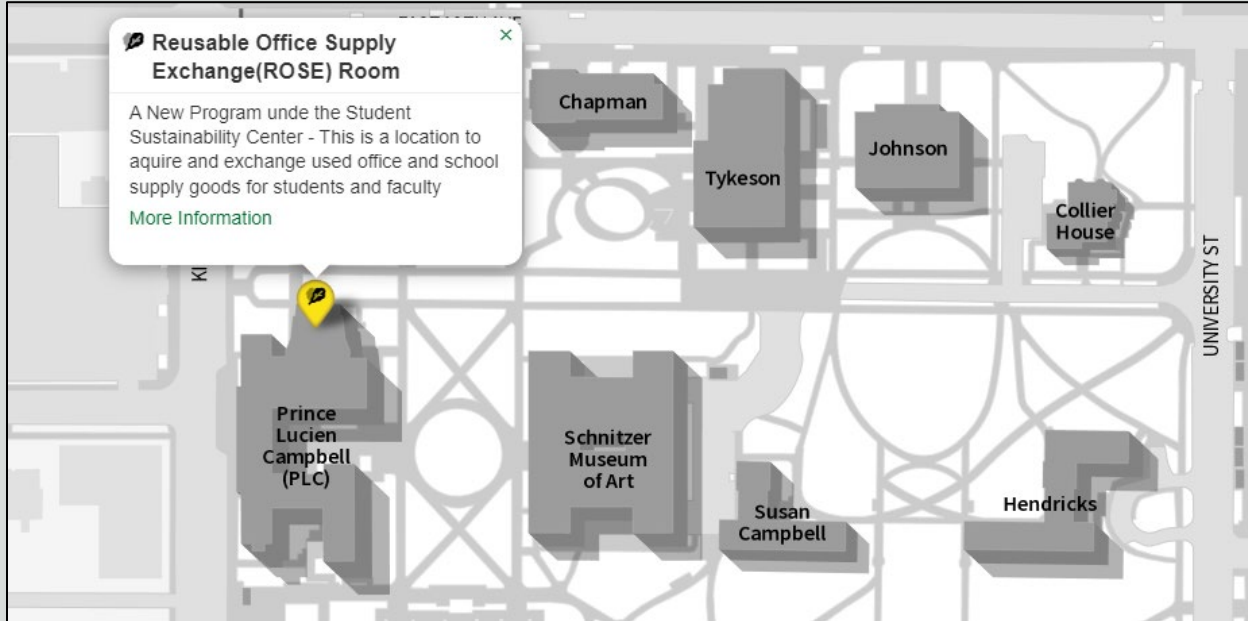 Reusable Office Supply
Exchange(ROSE) Room
×
A New Program unde the Student
Sustainability Center - This is a location to
aquire and exchange used office and school
supply goods for students and faculty
More Information
Chapman
Tykeson
Johnson
Collier
House
UNIVERSITY ST
KI
Prince
Lucien
Campbell
(PLC)
Schnitzer
Museum
of Art
Susan
Campbell
Hendricks